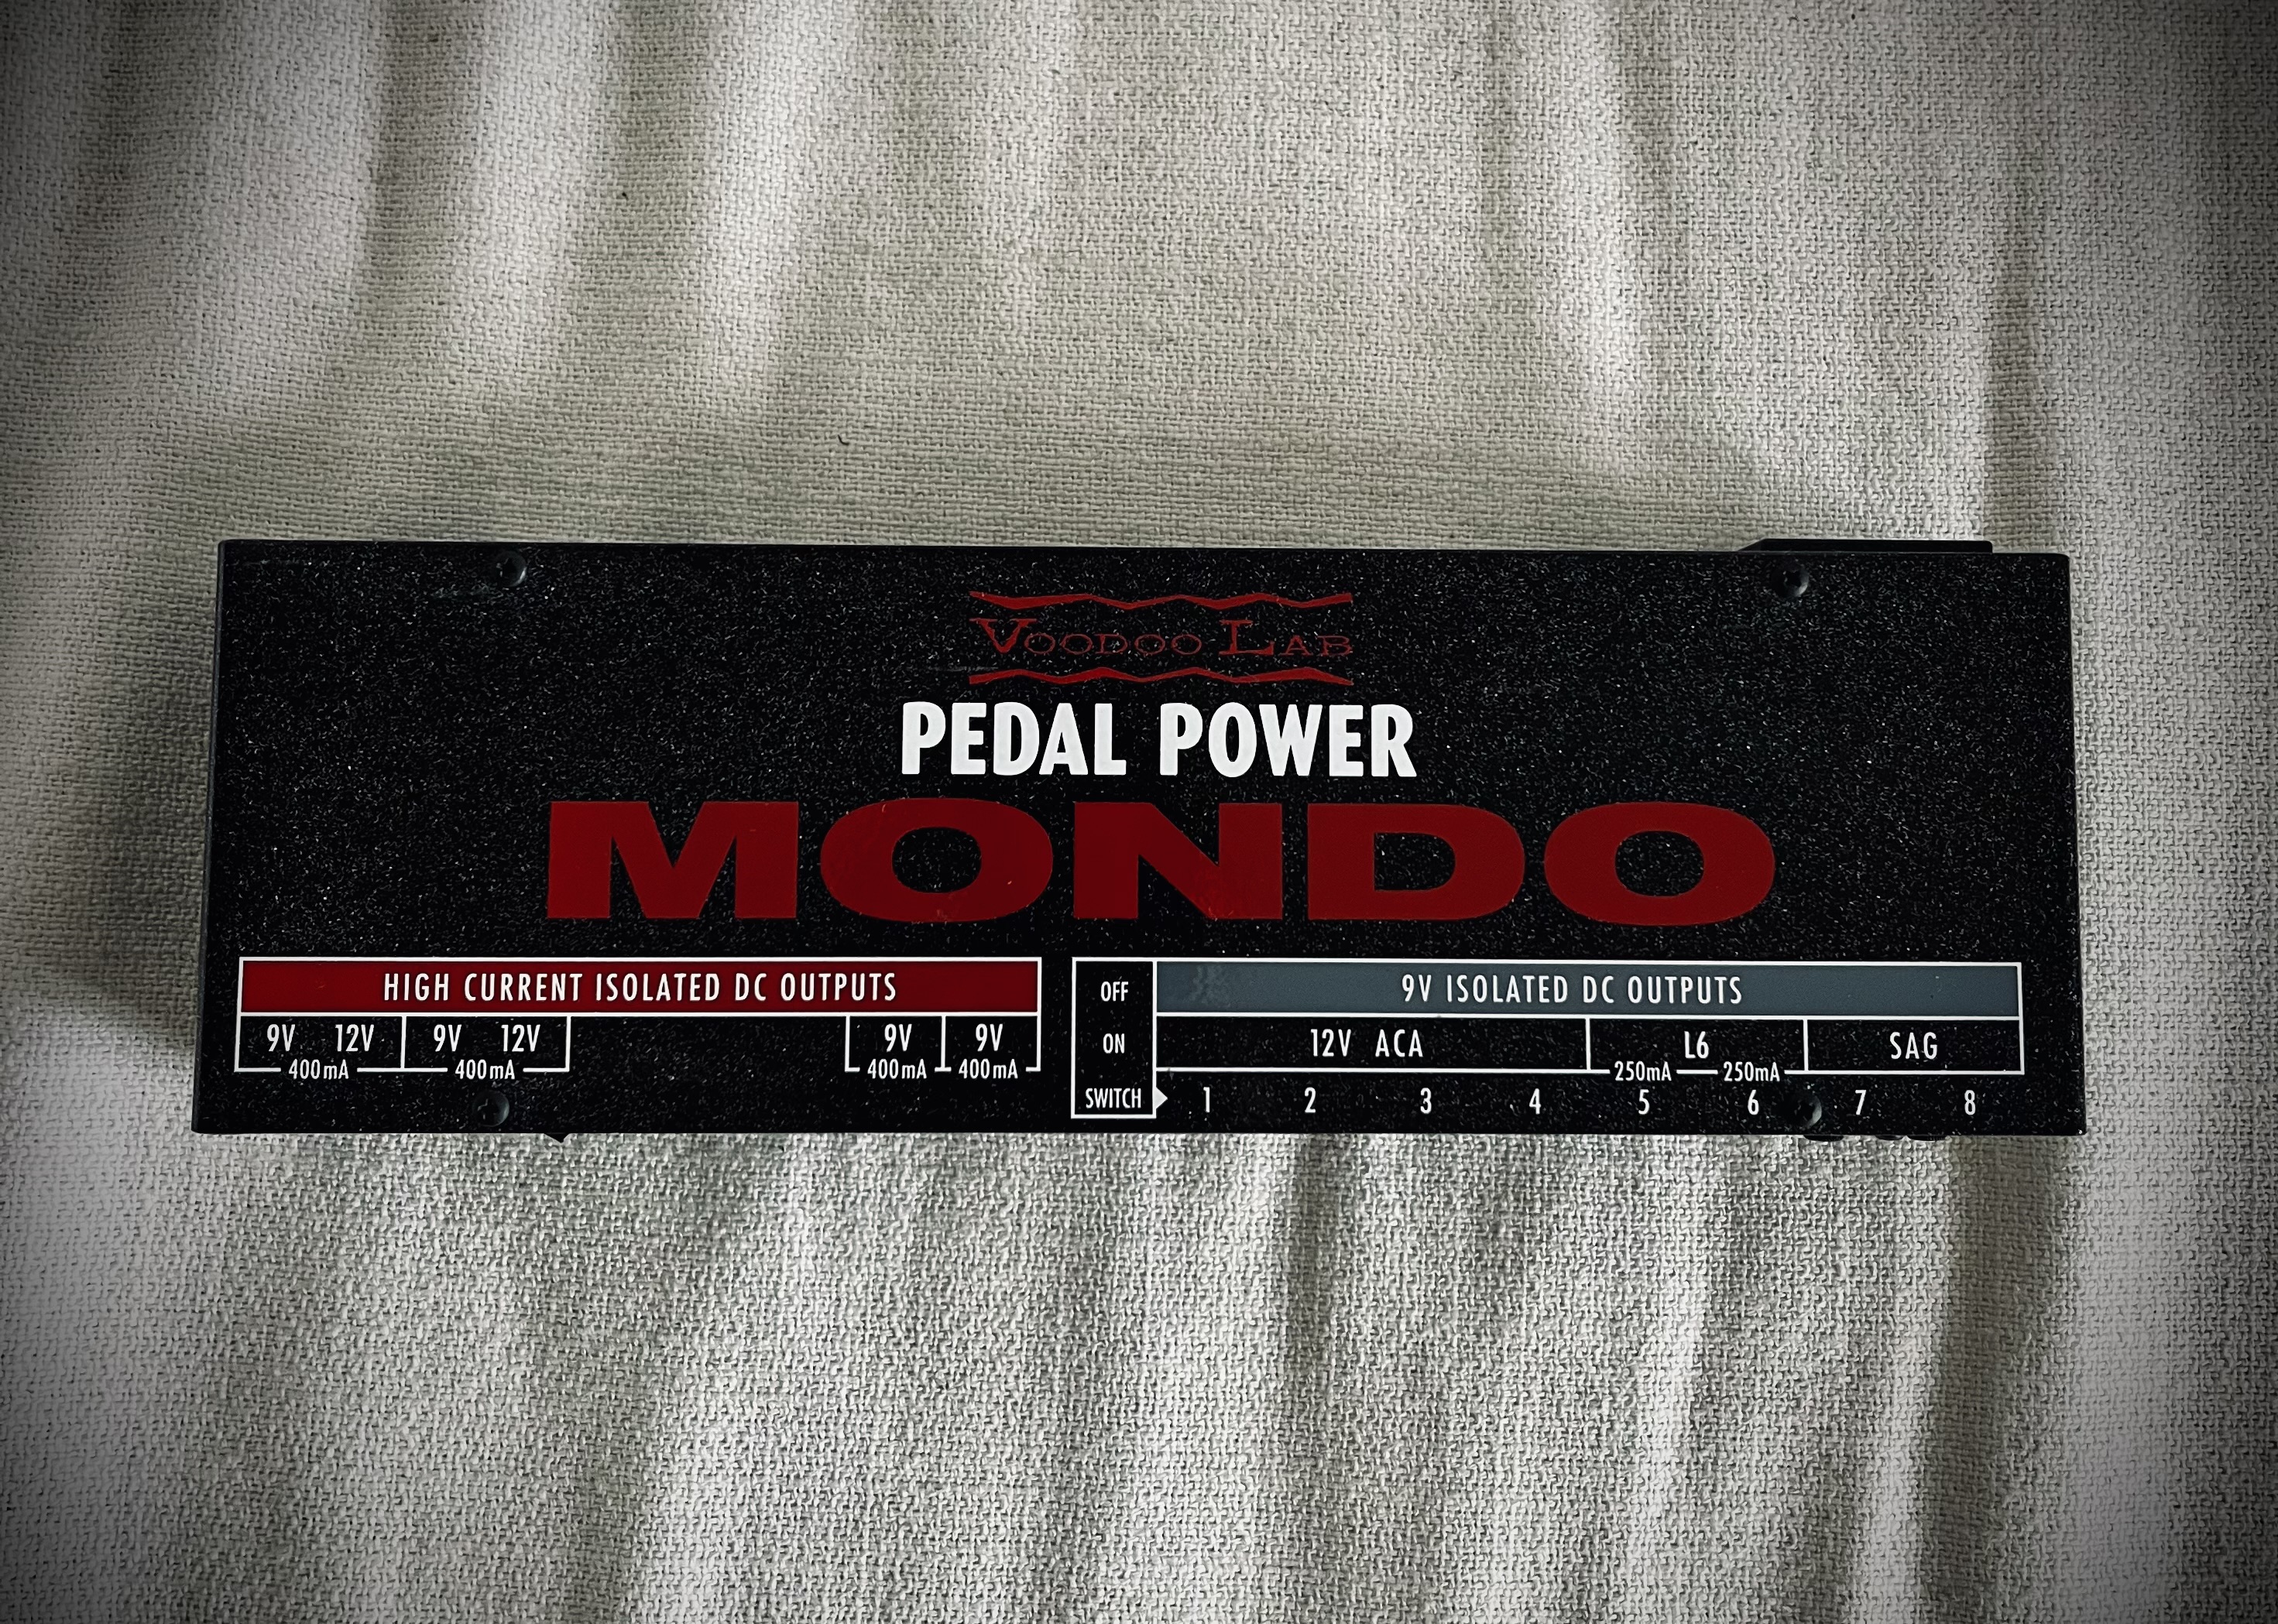 VOODOO LAB
PEDAL POWER
MONDO
HIGH CURRENT ISOLATED DC OUTPUTS
9V 12V 9V 12V 9V 9V
400mA 400mA 400mA 400mA
OFF 9V ISOLATED DC OUTPUTS
ON 12V ACA L6 SAG
250mA 250mA
SWITCH 1 2 3 4 5 6 7 8